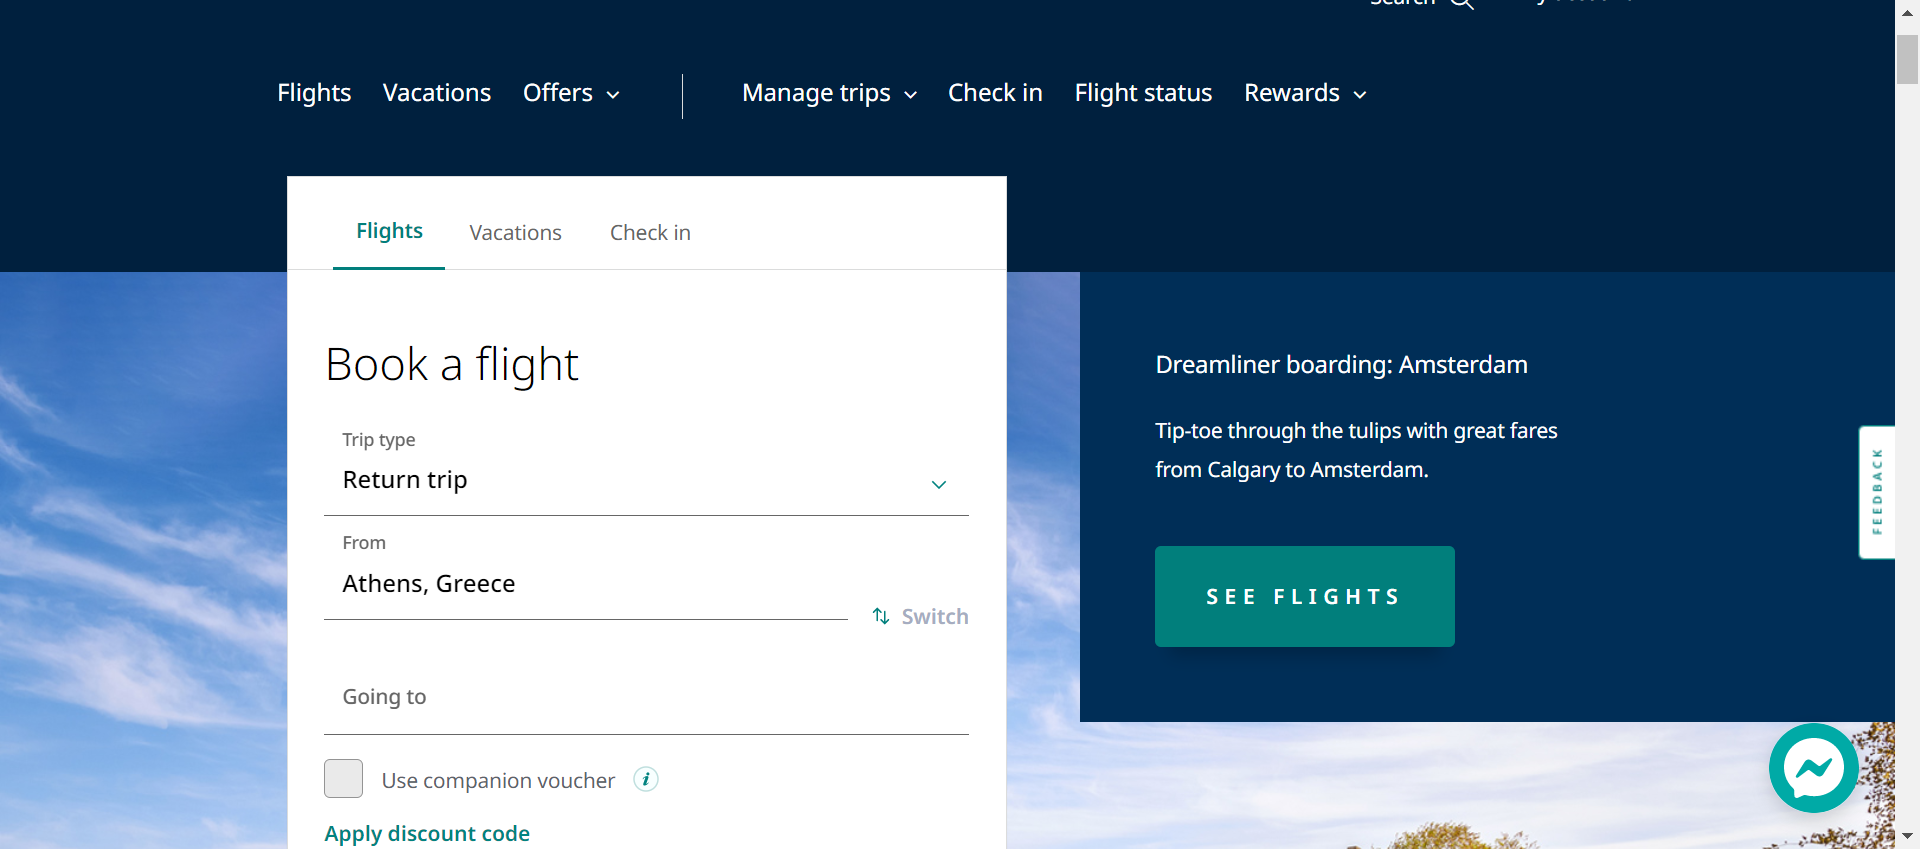 Search
Flights Vacations Offers Manage trips Check in Flight status Rewards
Flights Vacations Check in
Book a flight
Trip type
Return trip
From
Athens, Greece
Switch
Going to
Use companion voucher i
Apply discount code
Dreamliner boarding: Amsterdam
Tip-toe through the tulips with great fares
from Calgary to Amsterdam.
SEE FLIGHTS
FEEDBACK